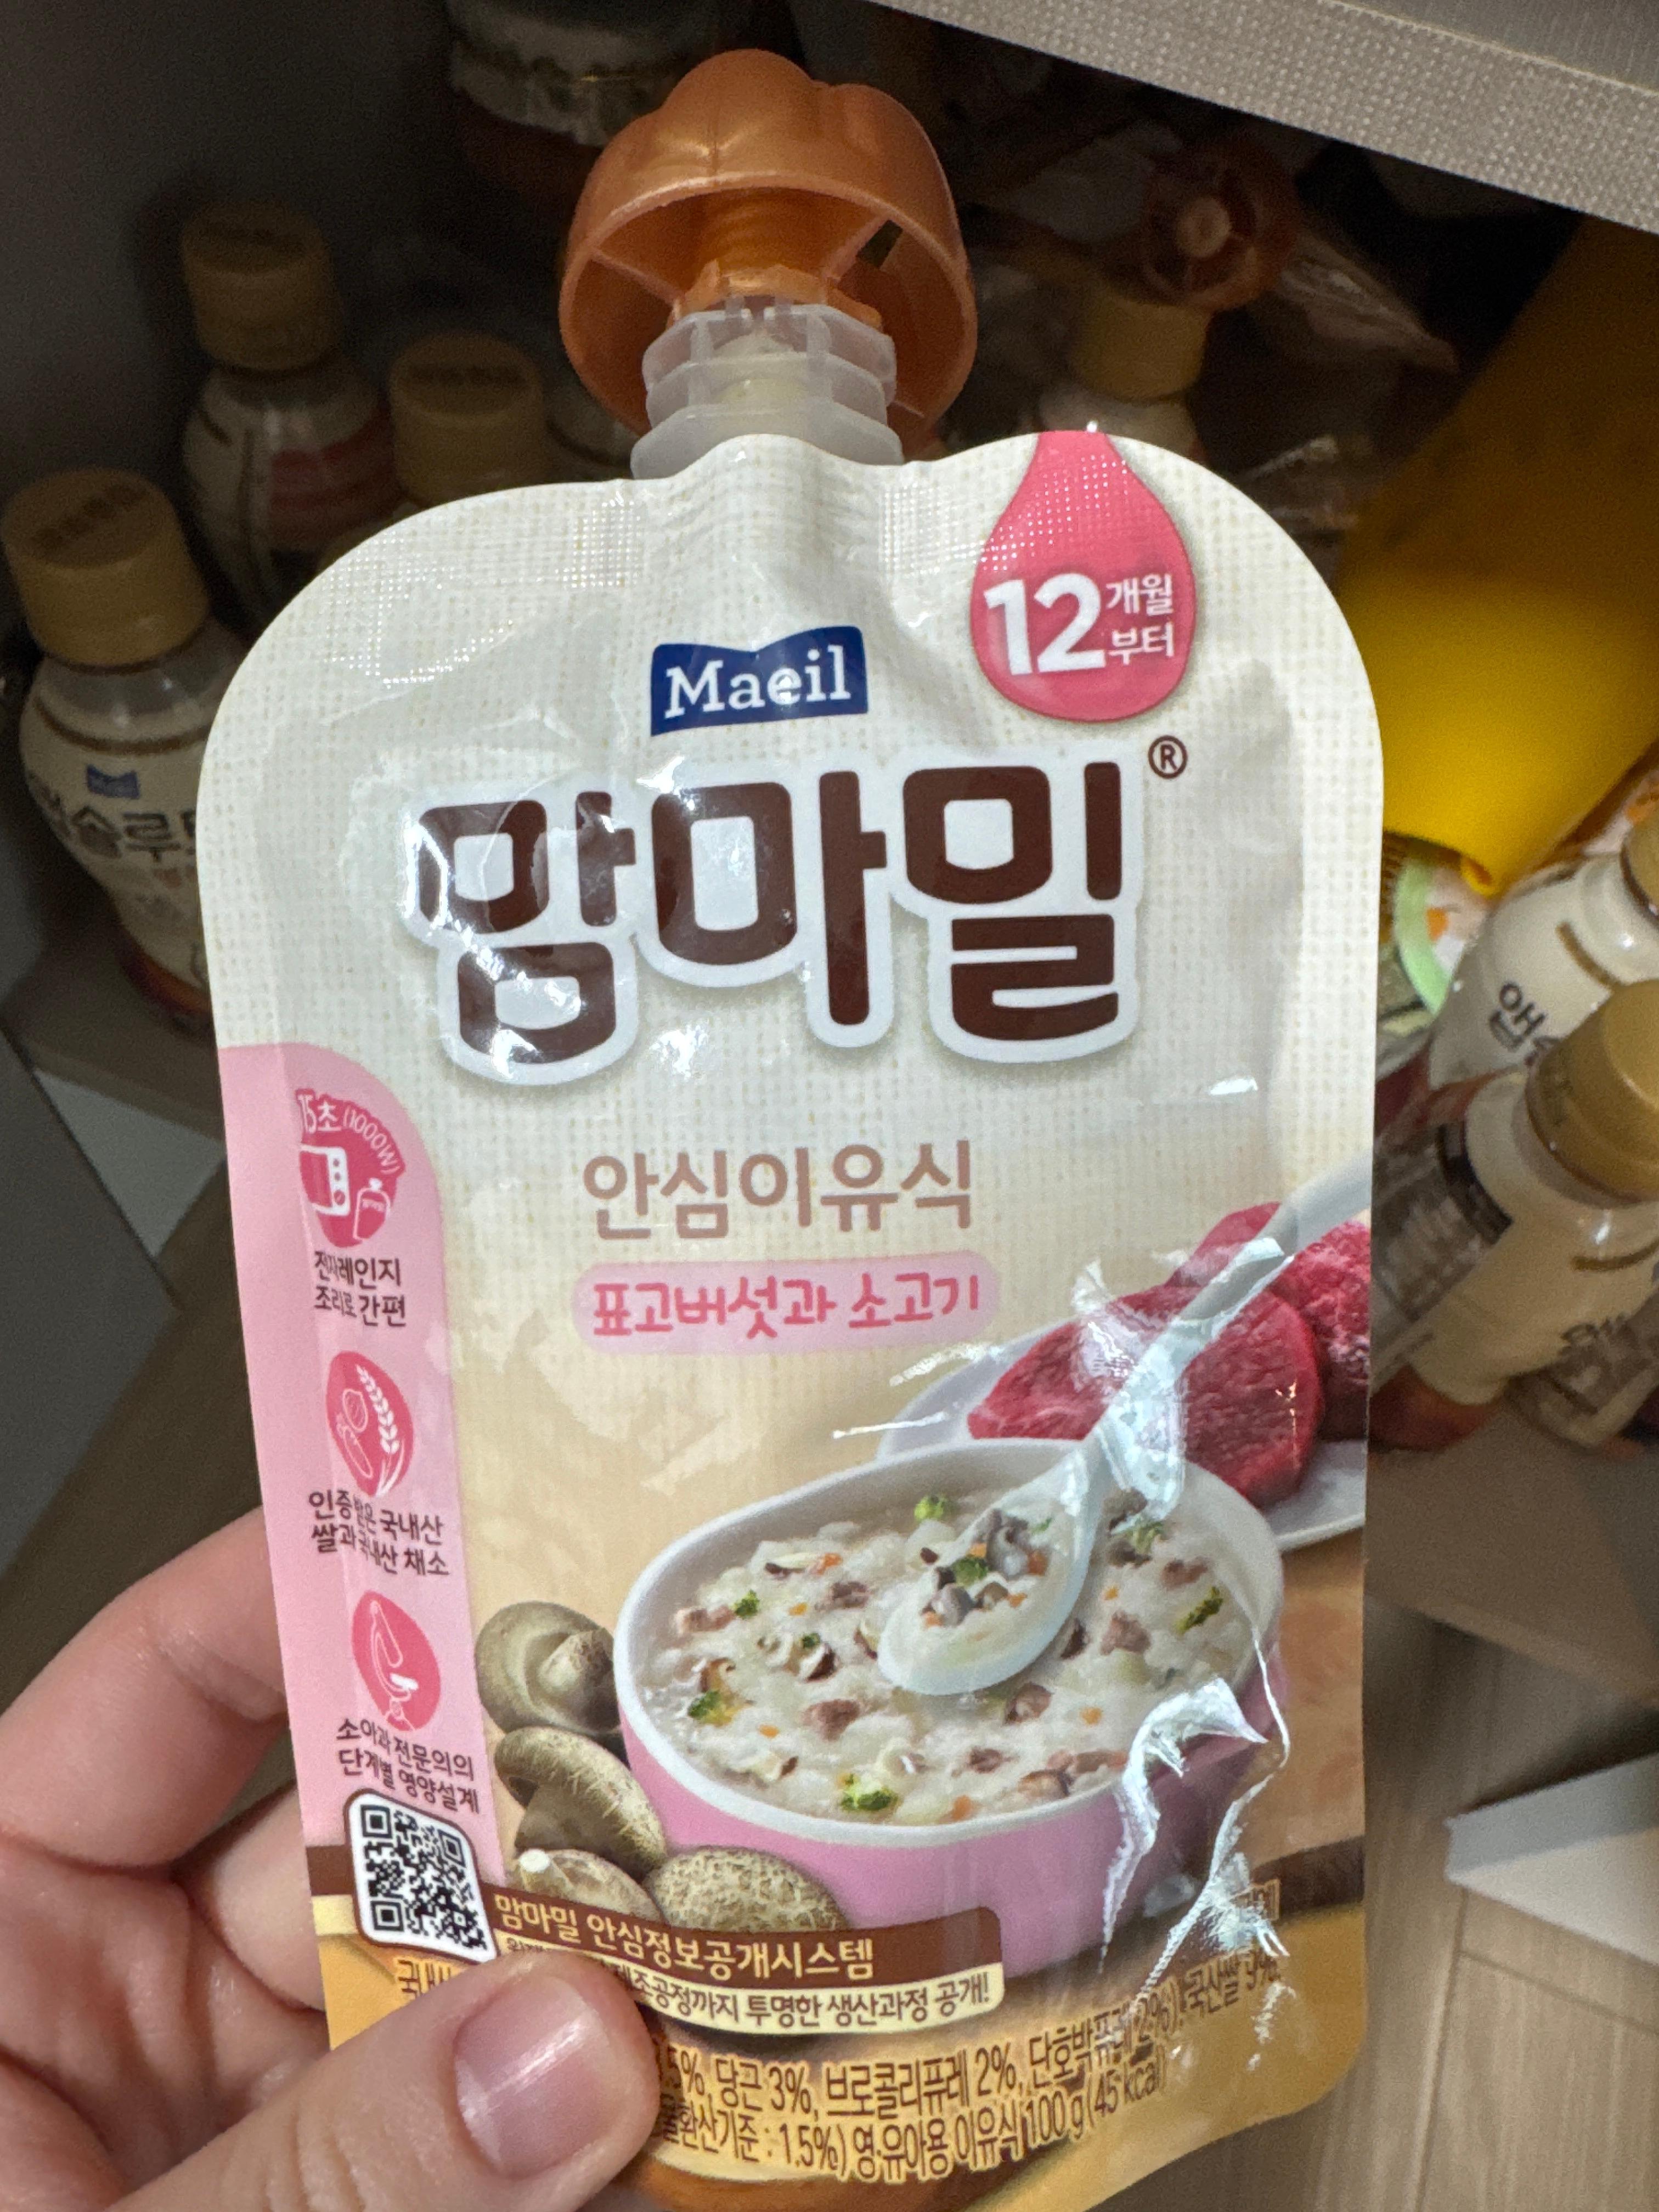 Maeil
12개월
부터
맘마밀®
안심이유식
표고버섯과 소고기
15초 (1000W)
전자레인지
조리로 간편
인증받은 국내산
쌀과 국내산 채소
소아과 전문의의
단계별 영양설계
맘마밀 안심정보공개시스템
제조공정까지 투명한 생산과정 공개!
5%, 당근 3%, 브로콜리퓨레 2%, 단호박퓨레 2%), 국산쌀 9%
환산기준 : 1.5%) 영·유아용 이유식 100 g (45 kcal)
Maeil